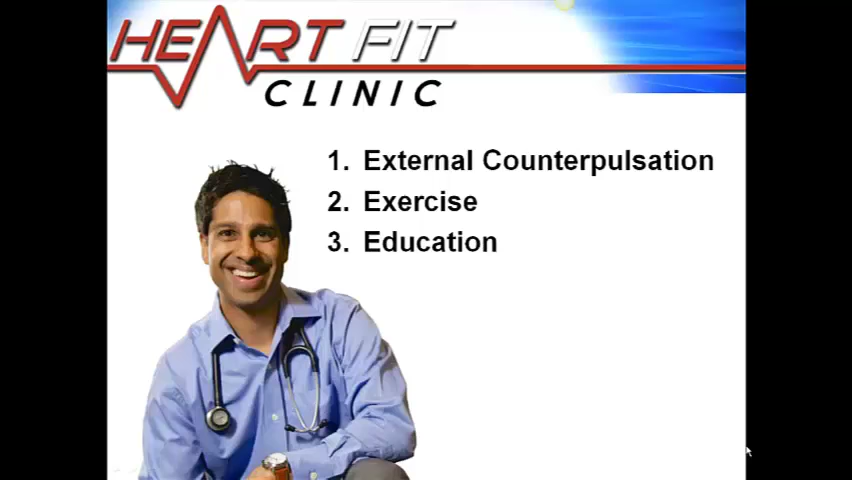 HEART FIT
CLINIC
1. External Counterpulsation
2. Exercise
3. Education